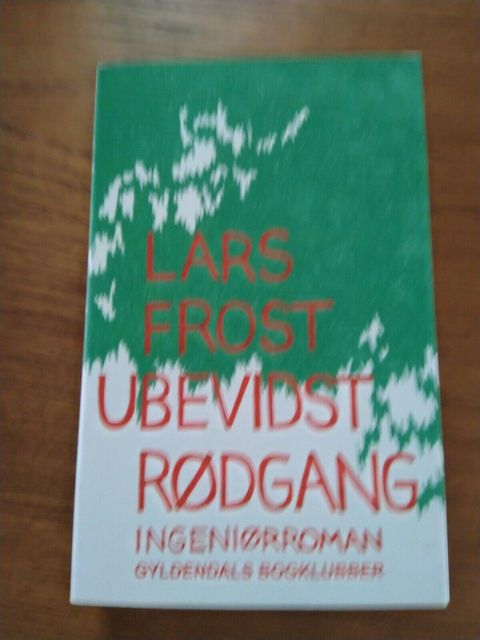 LARS
FROST
UBEVIDST
RØDGANG
INGENIØRROMAN
GYLDENDALS BOGKLUBBER